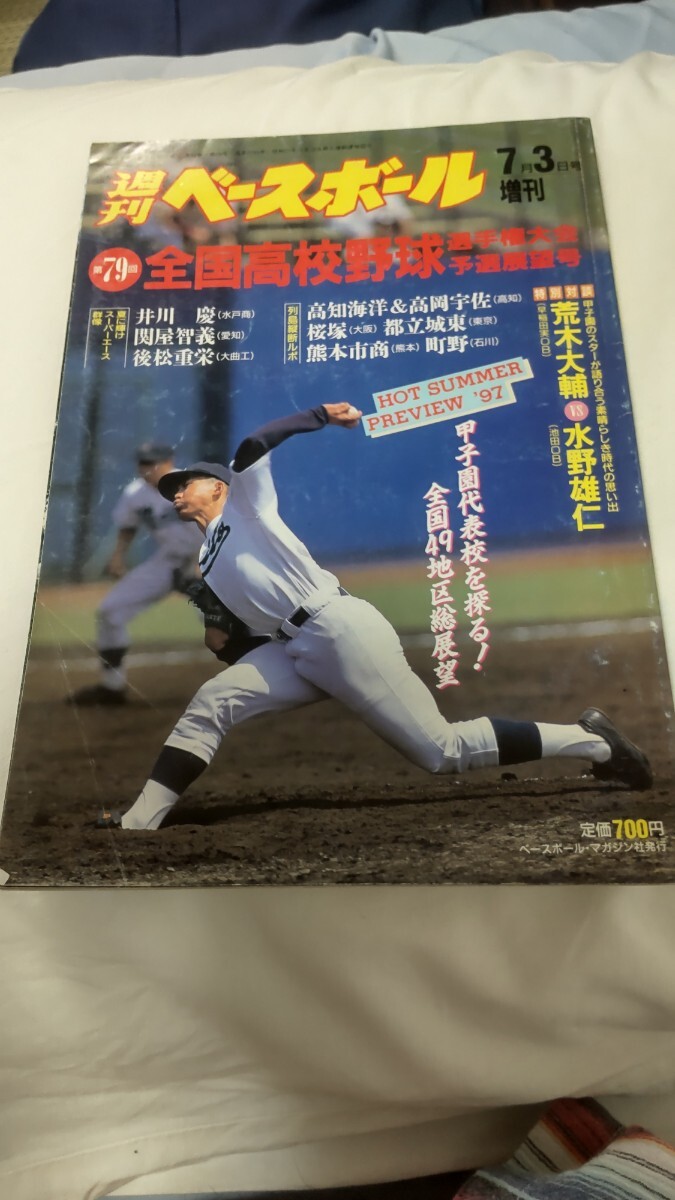 週刊ベースボール
7月3日号
増刊
第79回
全国高校野球選手権大会
予選展望号
夏に輝け
スーパーエース
群像
井川 慶(水戸商)
関屋智義(愛知)
後松重栄(大曲工)
列島縦断ルポ
高知海洋&高岡宇佐(高知)
桜塚(大阪) 都立城東(東京)
熊本市商(熊本) 町野(石川)
特別対談
甲子園のスターが語り合う素晴らしき時代の思い出
荒木大輔(早稲田実OB)
VS
水野雄仁(池田OB)
HOT SUMMER
PREVIEW '97
甲子園代表校を探る!
全国49地区総展望
定価700円
ベースボール・マガジン社発行